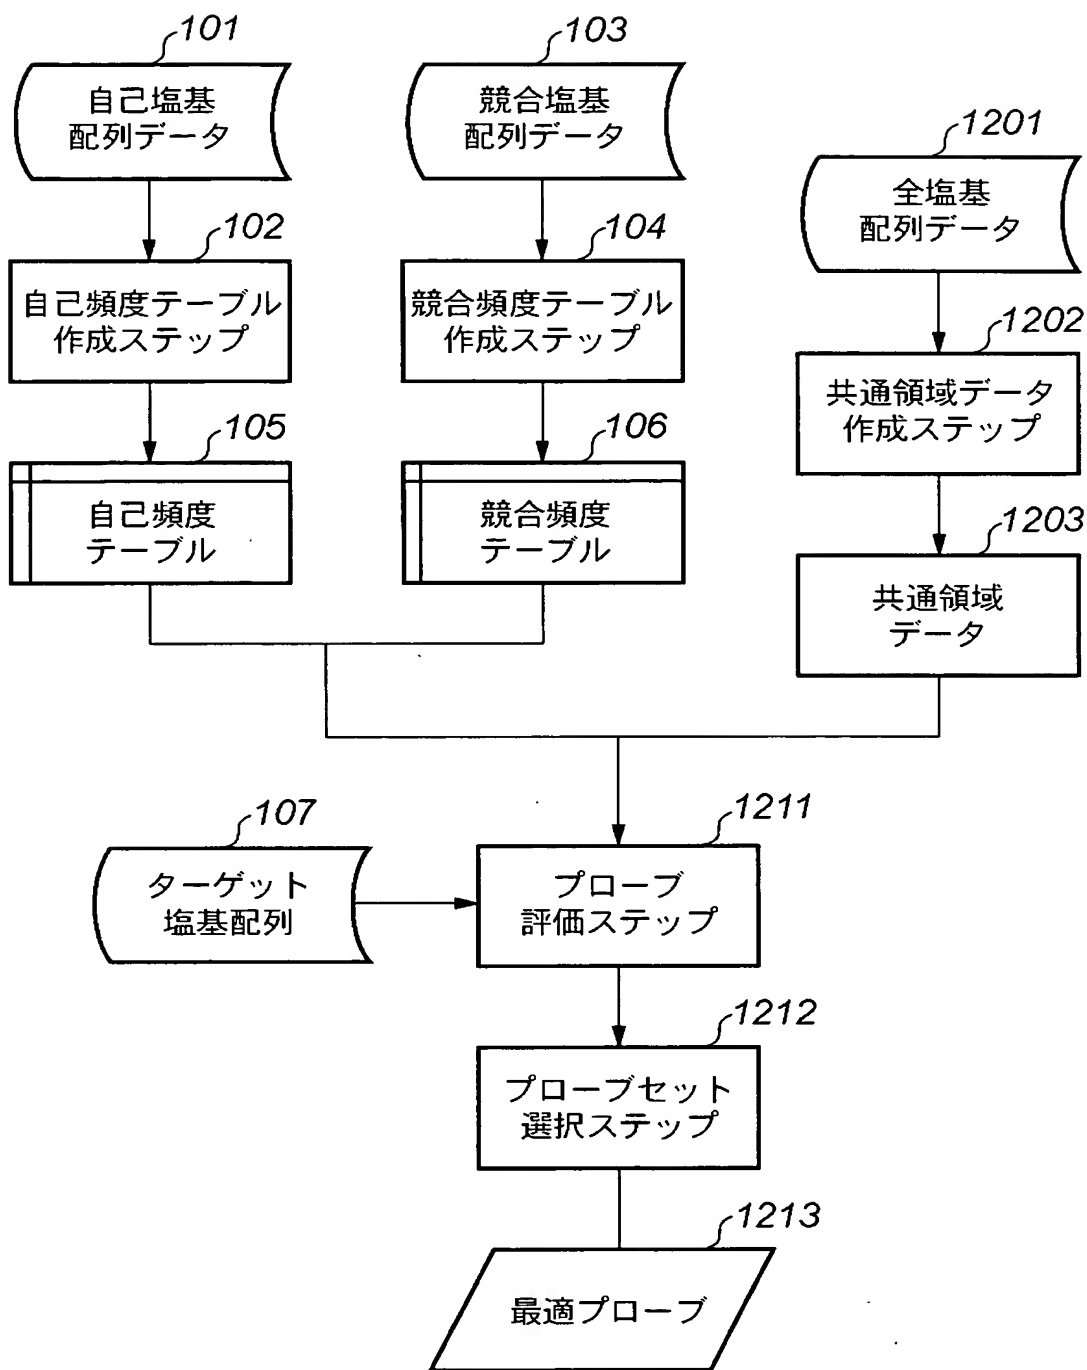 101
自己塩基
配列データ
103
競合塩基
配列データ
1201
全塩基
配列データ
102
自己頻度テーブル
作成ステップ
104
競合頻度テーブル
作成ステップ
1202
共通領域データ
作成ステップ
105
自己頻度
テーブル
106
競合頻度
テーブル
1203
共通領域
データ
107
ターゲット
塩基配列
1211
プローブ
評価ステップ
1212
プローブセット
選択ステップ
1213
最適プローブ